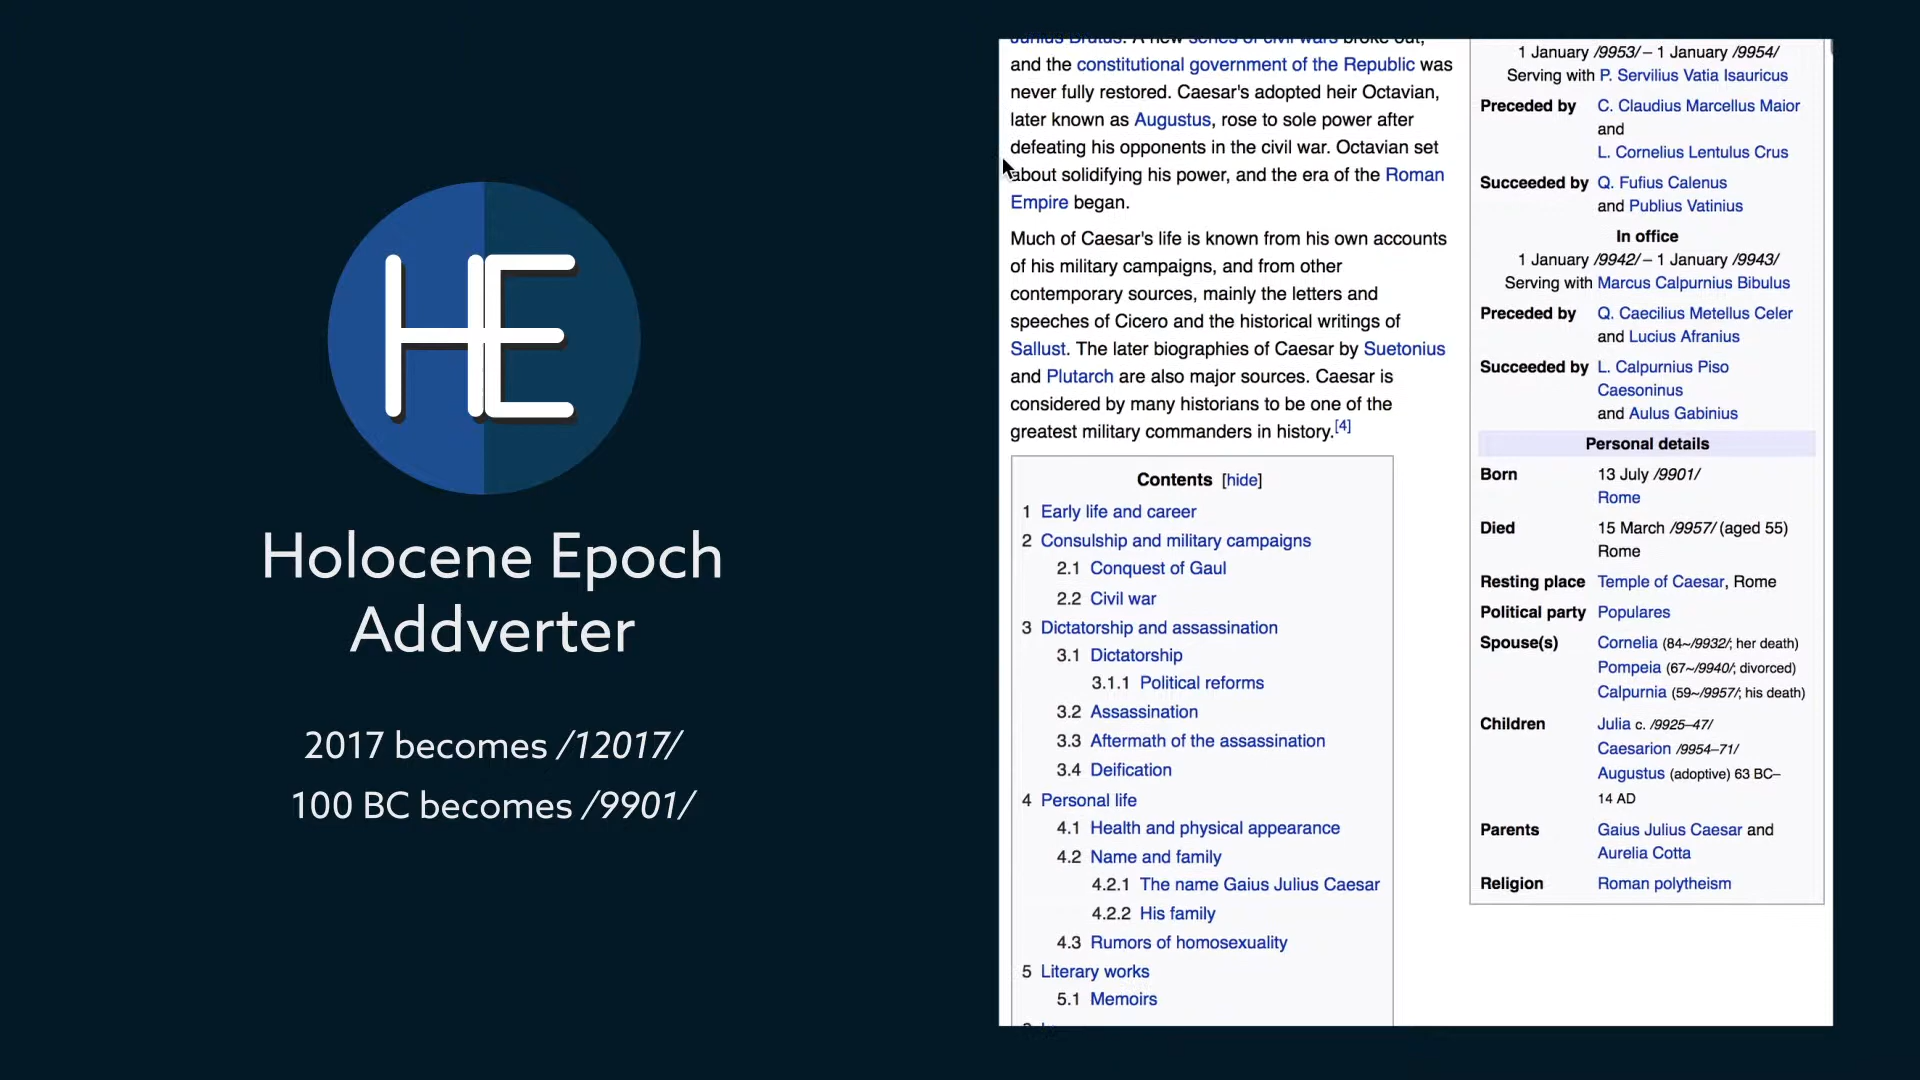 HE
Holocene Epoch
Addverter
2017 becomes /12017/
100 BC becomes /9901/
Junius Brutus. A new series of civil wars broke out,
and the constitutional government of the Republic was
never fully restored. Caesar's adopted heir Octavian,
later known as Augustus, rose to sole power after
defeating his opponents in the civil war. Octavian set
about solidifying his power, and the era of the Roman
Empire began.
Much of Caesar's life is known from his own accounts
of his military campaigns, and from other
contemporary sources, mainly the letters and
speeches of Cicero and the historical writings of
Sallust. The later biographies of Caesar by Suetonius
and Plutarch are also major sources. Caesar is
considered by many historians to be one of the
greatest military commanders in history.[4]
Contents [hide]
1 Early life and career
2 Consulship and military campaigns
2.1 Conquest of Gaul
2.2 Civil war
3 Dictatorship and assassination
3.1 Dictatorship
3.1.1 Political reforms
3.2 Assassination
3.3 Aftermath of the assassination
3.4 Deification
4 Personal life
4.1 Health and physical appearance
4.2 Name and family
4.2.1 The name Gaius Julius Caesar
4.2.2 His family
4.3 Rumors of homosexuality
5 Literary works
5.1 Memoirs
1 January /9953/ – 1 January /9954/
Serving with P. Servilius Vatia Isauricus
Preceded by C. Claudius Marcellus Maior
and
L. Cornelius Lentulus Crus
Succeeded by Q. Fufius Calenus
and Publius Vatinius
In office
1 January /9942/ – 1 January /9943/
Serving with Marcus Calpurnius Bibulus
Preceded by Q. Caecilius Metellus Celer
and Lucius Afranius
Succeeded by L. Calpurnius Piso
Caesoninus
and Aulus Gabinius
Personal details
Born 13 July /9901/
Rome
Died 15 March /9957/ (aged 55)
Rome
Resting place Temple of Caesar, Rome
Political party Populares
Spouse(s) Cornelia (84~/9932/; her death)
Pompeia (67~/9940/; divorced)
Calpurnia (59~/9957/; his death)
Children Julia c. /9925–47/
Caesarion /9954–71/
Augustus (adoptive) 63 BC–
14 AD
Parents Gaius Julius Caesar and
Aurelia Cotta
Religion Roman polytheism